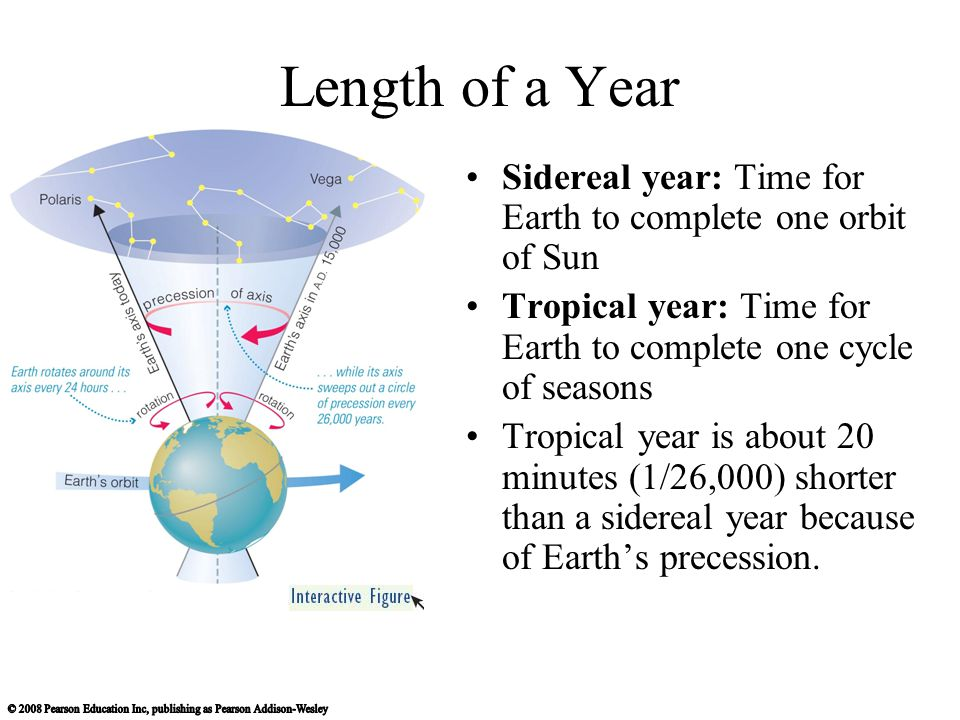 Length of a Year
Polaris
Vega
Earth's axis today
precession of axis
Earth's axis in A.D. 15,000
Earth rotates around its
axis every 24 hours . . .
. . . while its axis
sweeps out a circle
of precession every
26,000 years.
rotation
rotation
Earth's orbit
Interactive Figure
• Sidereal year: Time for
Earth to complete one orbit
of Sun
• Tropical year: Time for
Earth to complete one cycle
of seasons
• Tropical year is about 20
minutes (1/26,000) shorter
than a sidereal year because
of Earth’s precession.
© 2008 Pearson Education Inc, publishing as Pearson Addison-Wesley